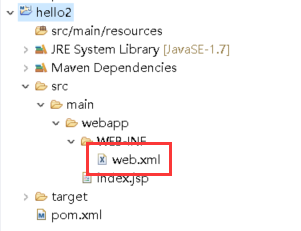 hello2
src/main/resources
JRE System Library [JavaSE-1.7]
Maven Dependencies
src
main
webapp
WEB-INF
web.xml
index.jsp
target
pom.xml